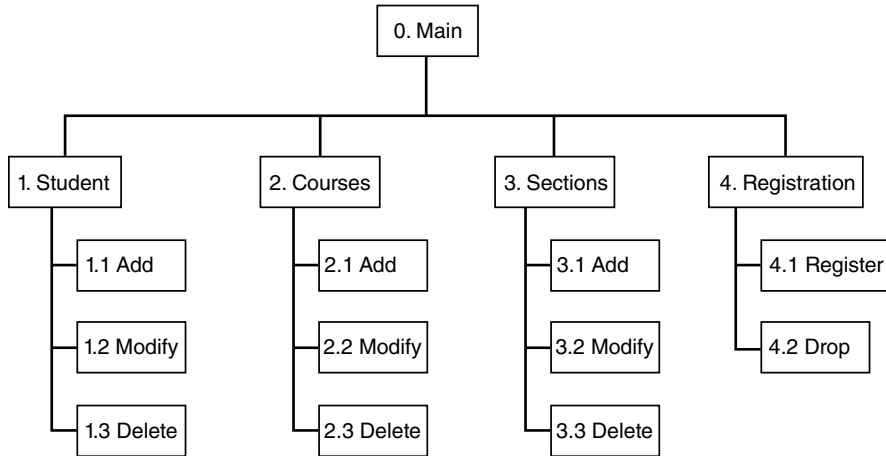 0. Main
1. Student
2. Courses
3. Sections
4. Registration
1.1 Add
2.1 Add
3.1 Add
4.1 Register
1.2 Modify
2.2 Modify
3.2 Modify
4.2 Drop
1.3 Delete
2.3 Delete
3.3 Delete